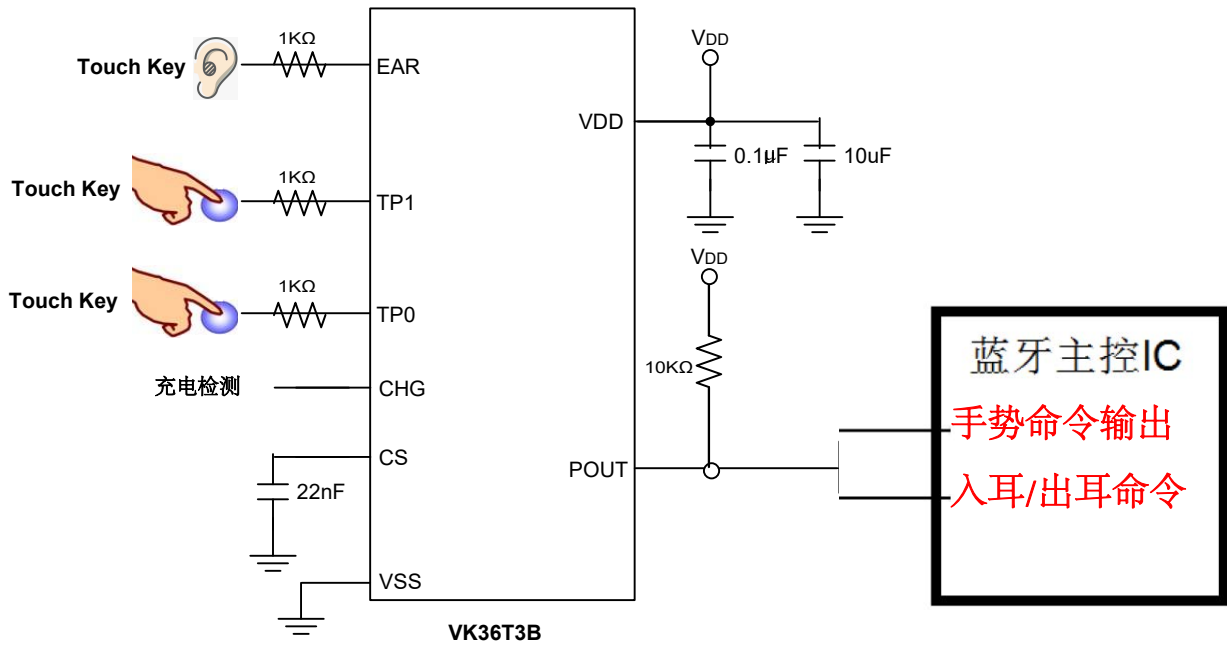 Touch Key
1KΩ
EAR
Touch Key
1KΩ
TP1
Touch Key
1KΩ
TP0
充电检测
CHG
CS
22nF
VSS
VDD
VDD
0.1µF
10uF
VDD
10KΩ
POUT
VK36T3B
蓝牙主控IC
手势命令输出
入耳/出耳命令